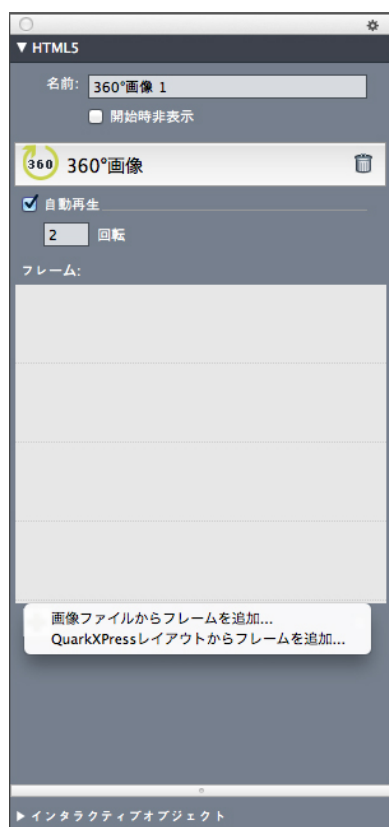 ▼ HTML5
名前: 360°画像 1
開始時非表示
360 360°画像
自動再生
2 回転
フレーム:
画像ファイルからフレームを追加...
QuarkXPressレイアウトからフレームを追加...
▶ インタラクティブオブジェクト